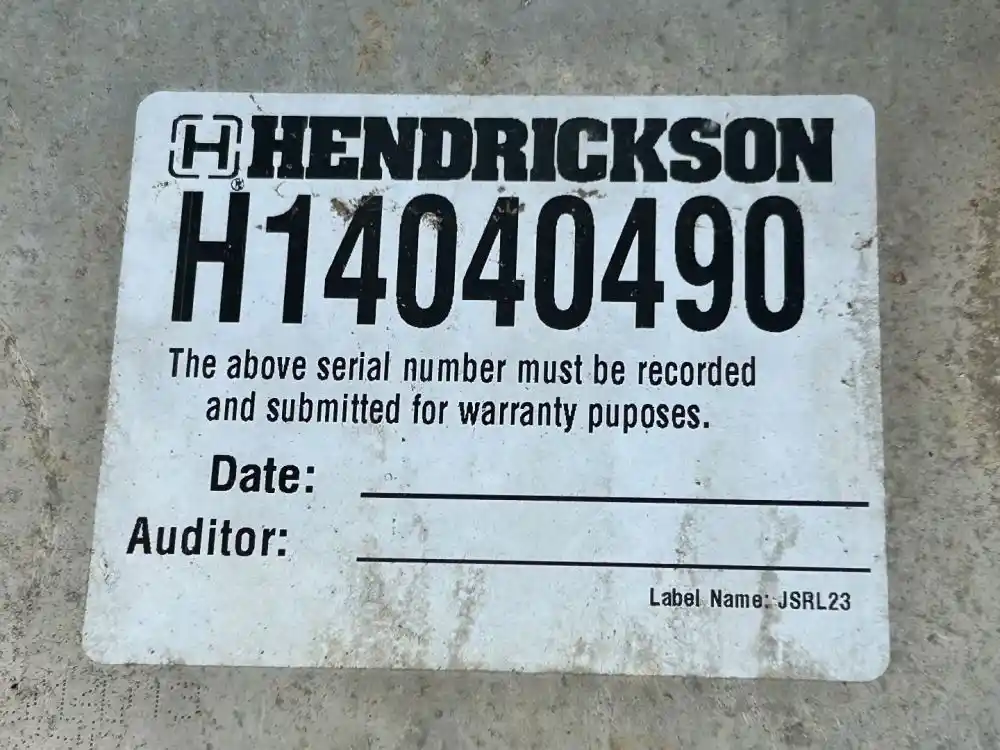 H HENDRICKSON
H14040490
The above serial number must be recorded
and submitted for warranty puposes.
Date:
Auditor:
Label Name: JSRL23